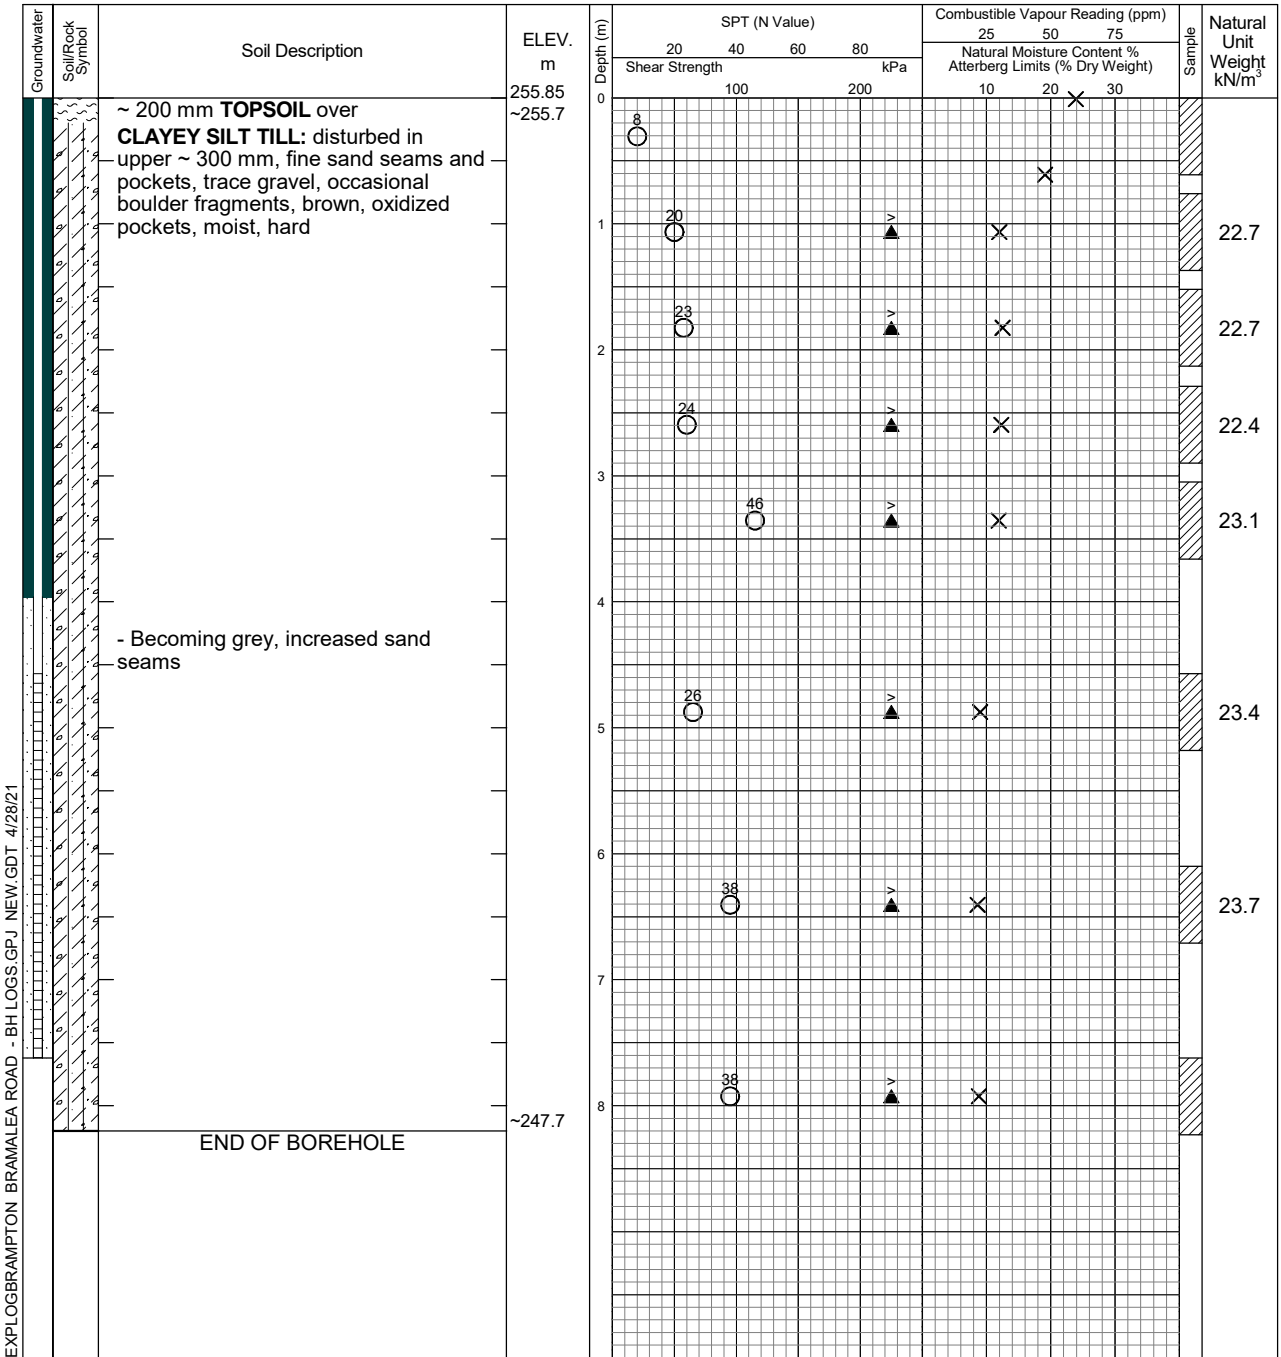 Groundwater
Soil/Rock
Symbol
Soil Description
ELEV.
m
Depth (m)
SPT (N Value)
20 40 60 80
Shear Strength kPa
100 200
Combustible Vapour Reading (ppm)
25 50 75
Natural Moisture Content %
Atterberg Limits (% Dry Weight)
10 20 30
Sample
Natural
Unit
Weight
kN/m³
255.85
0
~ 200 mm TOPSOIL over
~255.7
CLAYEY SILT TILL: disturbed in
upper ~ 300 mm, fine sand seams and
pockets, trace gravel, occasional
boulder fragments, brown, oxidized
pockets, moist, hard
8
20 >
1
22.7
23 >
22.7
2
24 >
22.4
3
46 >
23.1
4
- Becoming grey, increased sand
seams
26 >
23.4
5
6
38 >
23.7
7
38 >
8
~247.7
END OF BOREHOLE
EXPLOGBRAMPTON BRAMALEA ROAD - BH LOGS.GPJ NEW.GDT 4/28/21